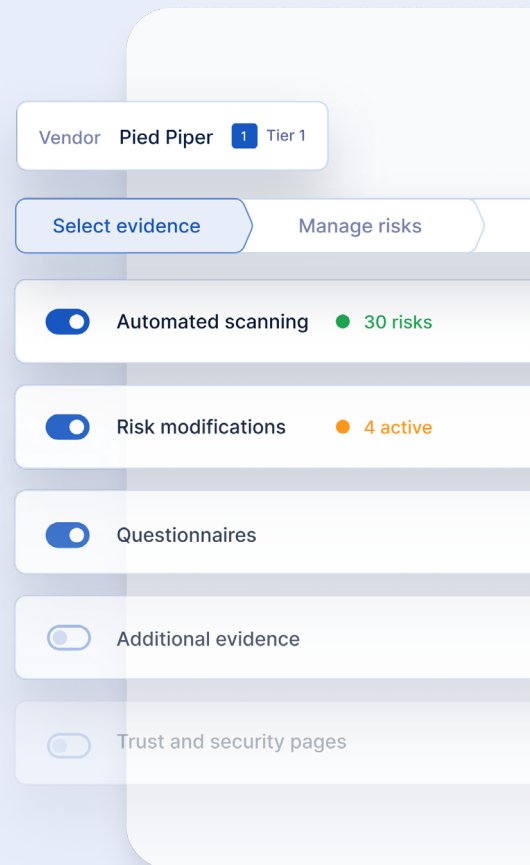 Vendor Pied Piper 1 Tier 1
Select evidence Manage risks
Automated scanning 30 risks
Risk modifications 4 active
Questionnaires
Additional evidence
Trust and security pages